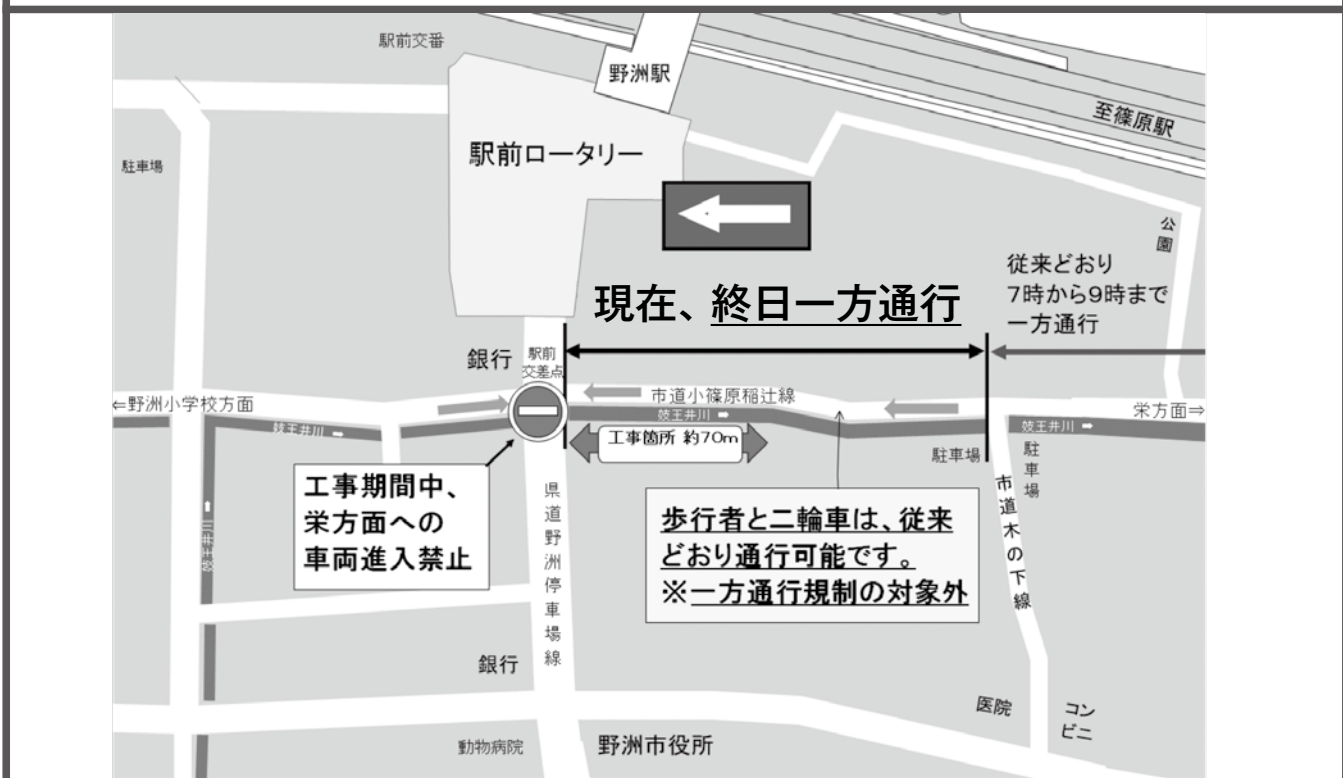 駅前交番
野洲駅
至篠原駅
駐車場
駅前ロータリー
公園
従来どおり
7時から9時まで
一方通行
現在、終日一方通行
銀行
駅前
交差点
⇐野洲小学校方面
市道小篠原稲辻線
栄方面⇒
妓王井川
妓王井川
妓王井川
工事箇所 約70m
駐車場
駐車場
工事期間中、
栄方面への
車両進入禁止
県道野洲停車場線
歩行者と二輪車は、従来
どおり通行可能です。
※一方通行規制の対象外
市道木の下線
銀行
医院
コン
ビニ
動物病院
野洲市役所